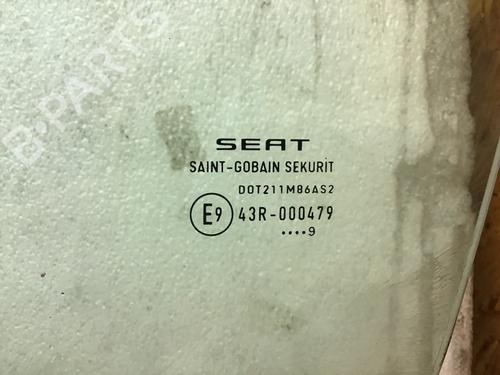 B-PARTS
SEAT
SAINT-GOBAIN SEKURIT
DOT211M86AS2
E9 43R-000479
....9